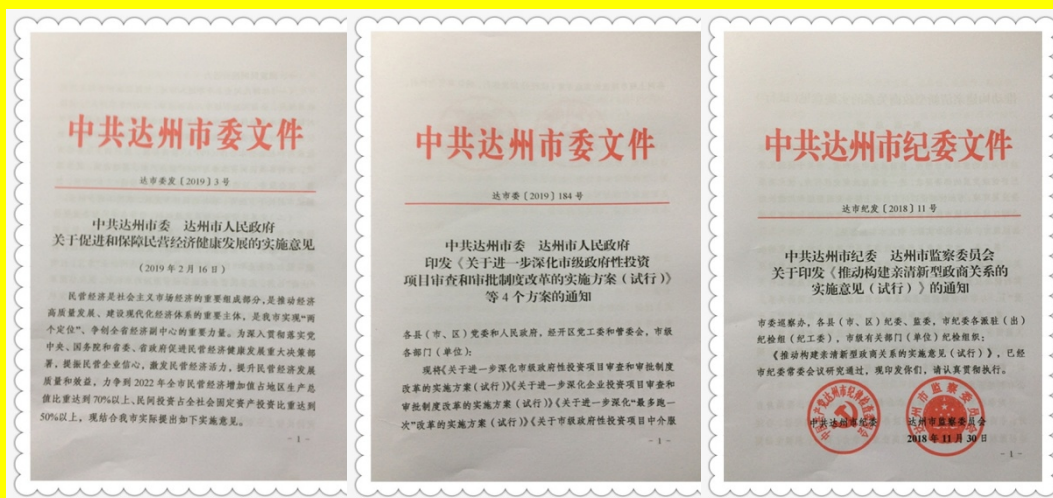 中共达州市委文件
达市委发〔2019〕3号
中共达州市委 达州市人民政府
关于促进和保障民营经济健康发展的实施意见
(2019年2月16日)
民营经济是社会主义市场经济的重要组成部分,是推动经济
高质量发展、建设现代化经济体系的重要主体,是我市实现“两
个定位”、争创全省经济副中心的重要力量。为深入贯彻落实党
中央、国务院和省委、省政府促进民营经济健康发展重大决策部
署,提振民营企业信心,激发民营经济活力,提升民营经济发展
质量和效益,力争到2022年全市民营经济增加值占地区生产总
值比重达到70%以上、民间投资占全社会固定资产投资比重达到
50%以上,现结合我市实际提出如下实施意见。
-1-
中共达州市委文件
达市委〔2019〕184号
中共达州市委 达州市人民政府
印发《关于进一步深化市级政府性投资
项目审查和审批制度改革的实施方案(试行)》
等4个方案的通知
各县(市、区)党委和人民政府,经开区党工委和管委会,市级
各部门(单位):
现将《关于进一步深化市级政府性投资项目审查和审批制度
改革的实施方案(试行)》《关于进一步深化企业投资项目审查和
审批制度改革的实施方案(试行)》《关于进一步深化“最多跑一
次”改革的实施方案(试行)》《关于市级政府性投资项目中介服
-1-
中共达州市纪委文件
达市纪发〔2018〕11号
中共达州市纪委 达州市监察委员会
关于印发《推动构建亲清新型政商关系的
实施意见(试行)》的通知
市委巡察办,各县(市、区)纪委、监委,市纪委各派驻(出)
纪检组(纪工委),市级有关部门(单位)纪检组织:
《推动构建亲清新型政商关系的实施意见(试行)》,已经
市纪委常委会议研究通过,现印发你们,请认真贯彻执行。
中共达州市纪委 达州市监察委员会
2018年11月30日
-1-